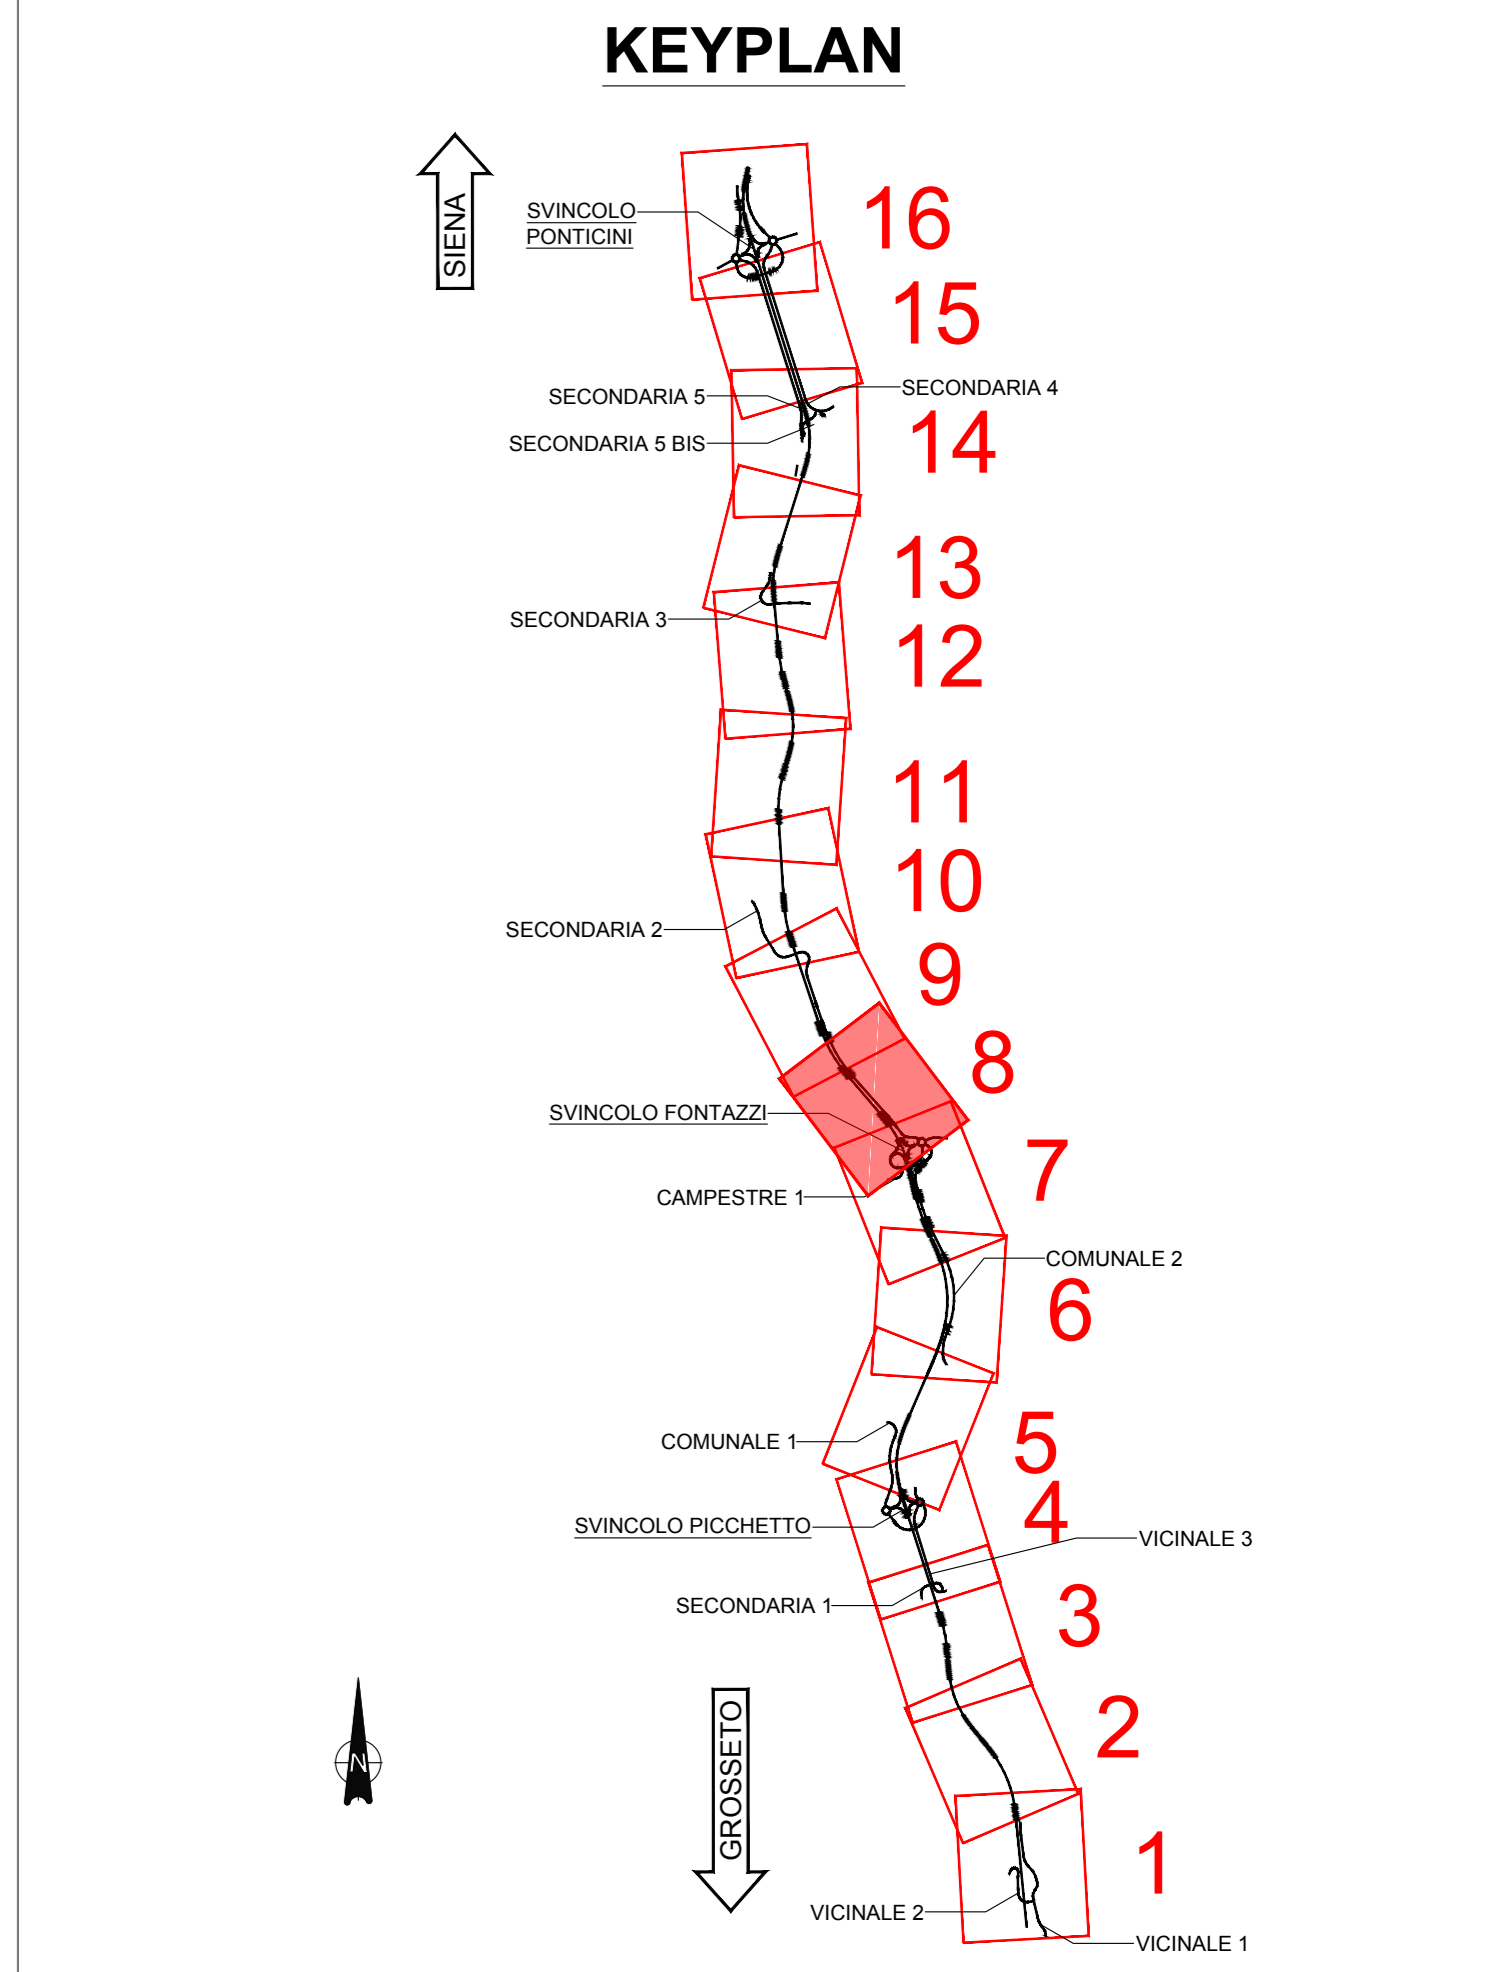 KEYPLAN
SIENA
SVINCOLO
PONTICINI
16
15
SECONDARIA 5
SECONDARIA 4
SECONDARIA 5 BIS
14
13
SECONDARIA 3
12
11
10
SECONDARIA 2
9
8
SVINCOLO FONTAZZI
7
CAMPESTRE 1
COMUNALE 2
6
COMUNALE 1
5
4
SVINCOLO PICCHETTO
VICINALE 3
SECONDARIA 1
3
2
GROSSETO
N
1
VICINALE 2
VICINALE 1